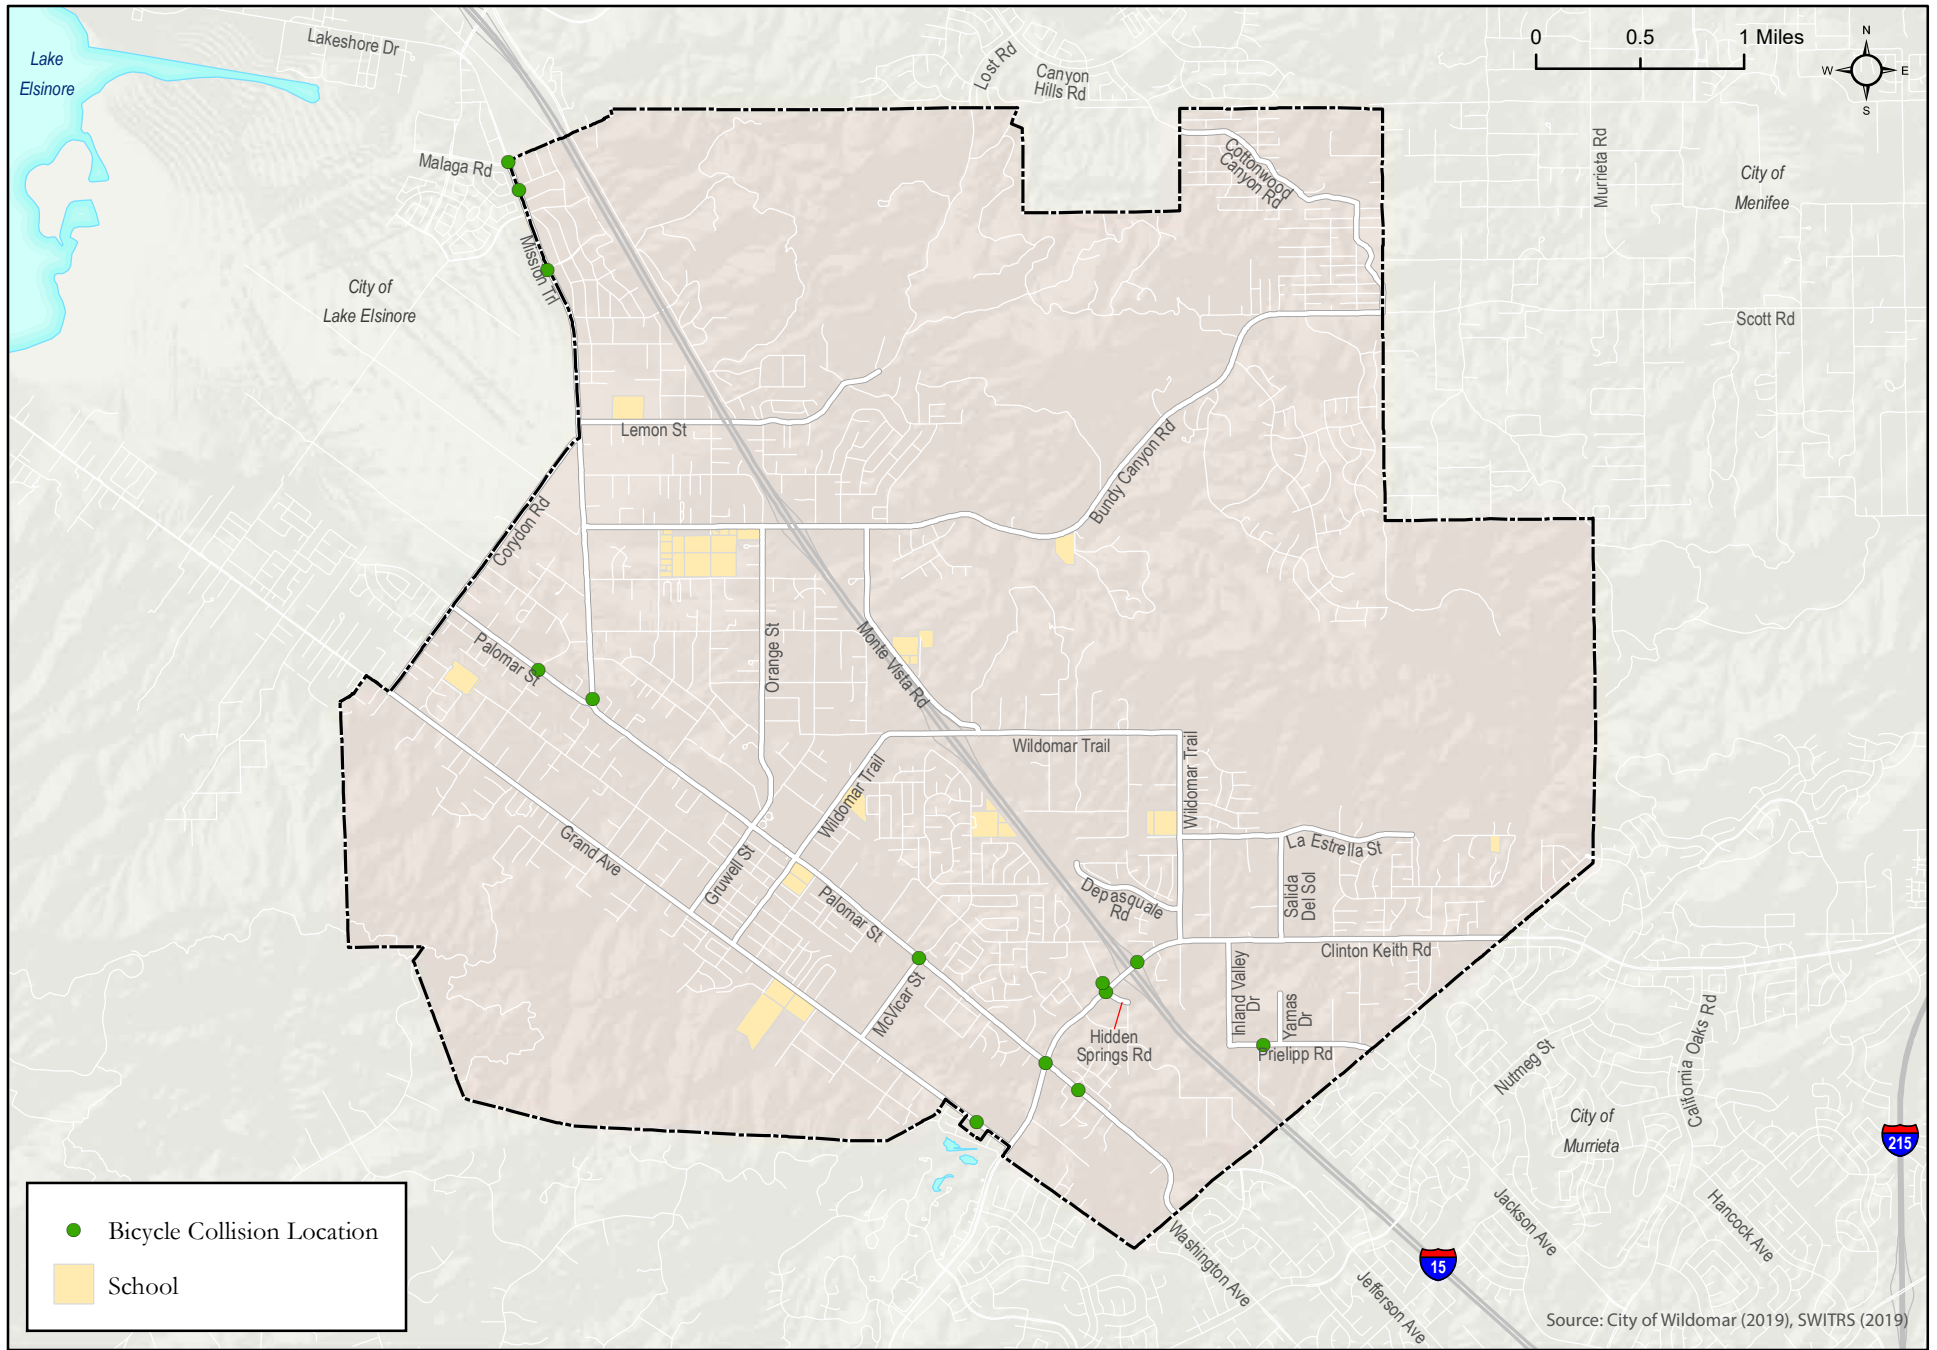 Lakeshore Dr
Lake
Elsinore
Lost Rd
Canyon
Hills Rd
0 0.5 1 Miles
N
W E
S
Malaga Rd
Cottonwood
Canyon Rd
Murrieta Rd
City of
Menifee
Mission Trl
City of
Lake Elsinore
Scott Rd
Lemon St
Bundy Canyon Rd
Corydon Rd
Palomar St
Orange St
Monte Vista Rd
Wildomar Trail
Wildomar Trail
Wildomar Trail
Grand Ave
Gruwell St
La Estrella St
Depasquale
Rd
Salida
Del Sol
Palomar St
Clinton Keith Rd
McVicar St
Inland Valley
Dr
Yamas
Dr
Hidden
Springs Rd
Prielipp Rd
Nutmeg St
California Oaks Rd
City of
Murrieta
215
Jackson Ave
Hancock Ave
Washington Ave
15
Jefferson Ave
Bicycle Collision Location
School
Source: City of Wildomar (2019), SWITRS (2019)